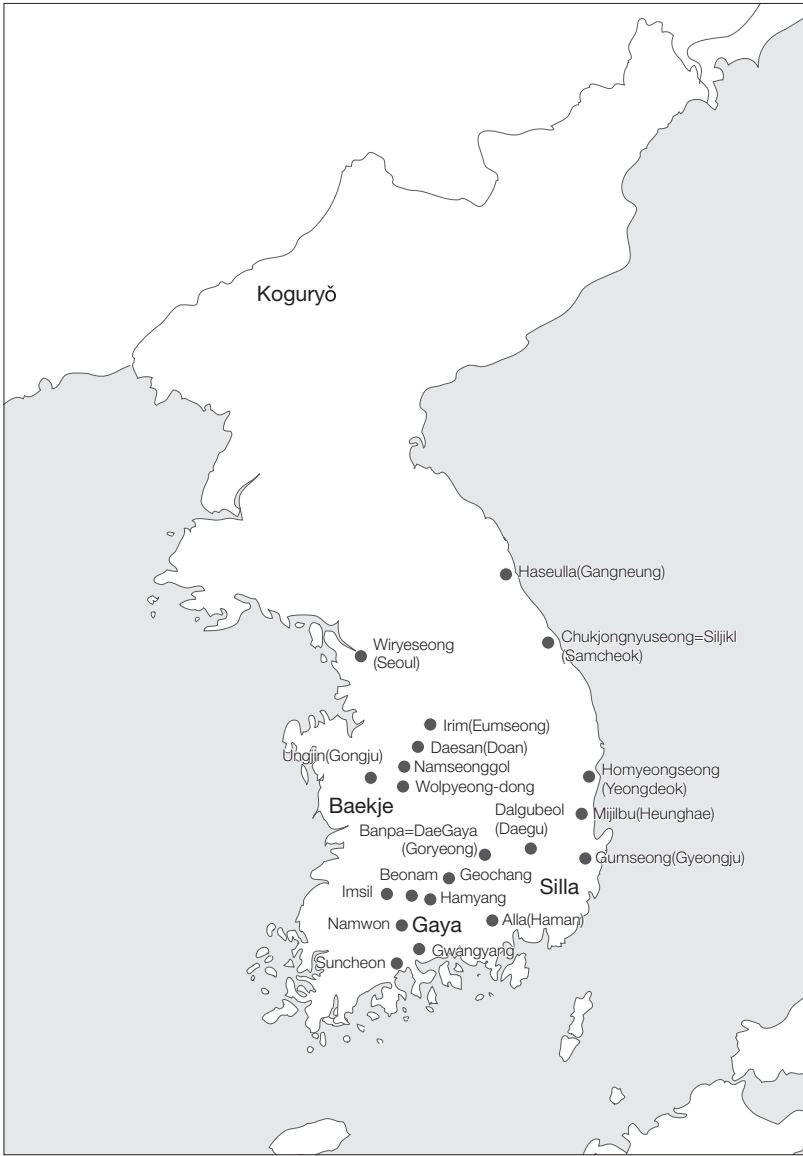 Koguryǒ
Haseulla(Gangneung)
Chukjongnyuseong=Siljikl
(Samcheok)
Wiryeseong
(Seoul)
Irim(Eumseong)
Daesan(Doan)
Ungjin(Gongju)
Namseonggol
Wolpyeong-dong
Homyeongseong
(Yeongdeok)
Baekje
Mijilbu(Heunghae)
Dalgubeol
(Daegu)
Banpa=DaeGaya
(Goryeong)
Gumseong(Gyeongju)
Beonam
Geochang
Silla
Imsil
Hamyang
Namwon
Gaya
Alla(Haman)
Gwangyang
Suncheon